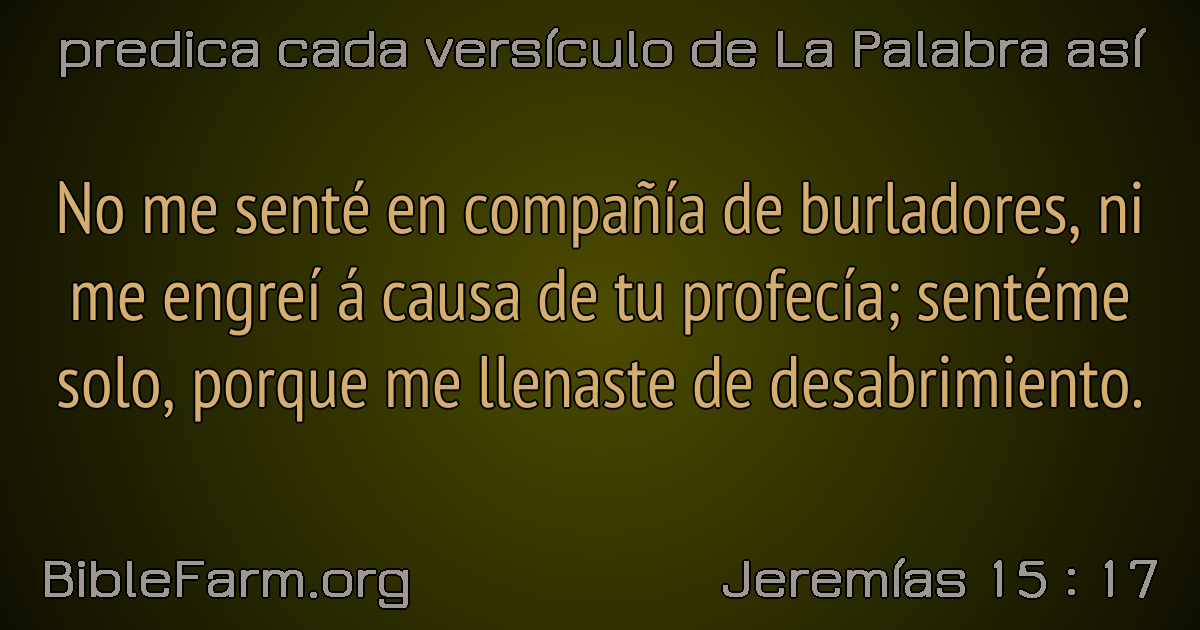 predica cada versículo de La Palabra así
No me senté en compañía de burladores, ni
me engreí á causa de tu profecía; sentéme
solo, porque me llenaste de desabrimiento.
BibleFarm.org
Jeremías 15 : 17